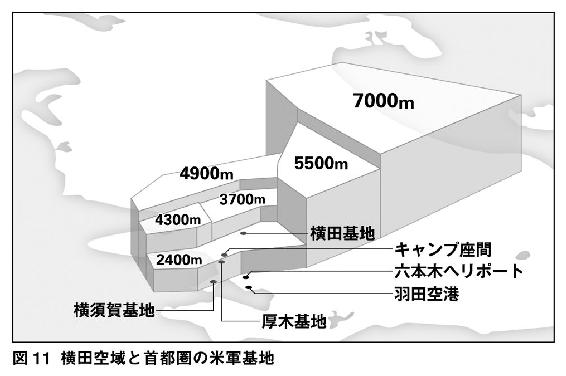 7000m
5500m
4900m
3700m
4300m
2400m
横田基地
キャンプ座間
六本木ヘリポート
羽田空港
横須賀基地
厚木基地
図11 横田空域と首都圏の米軍基地